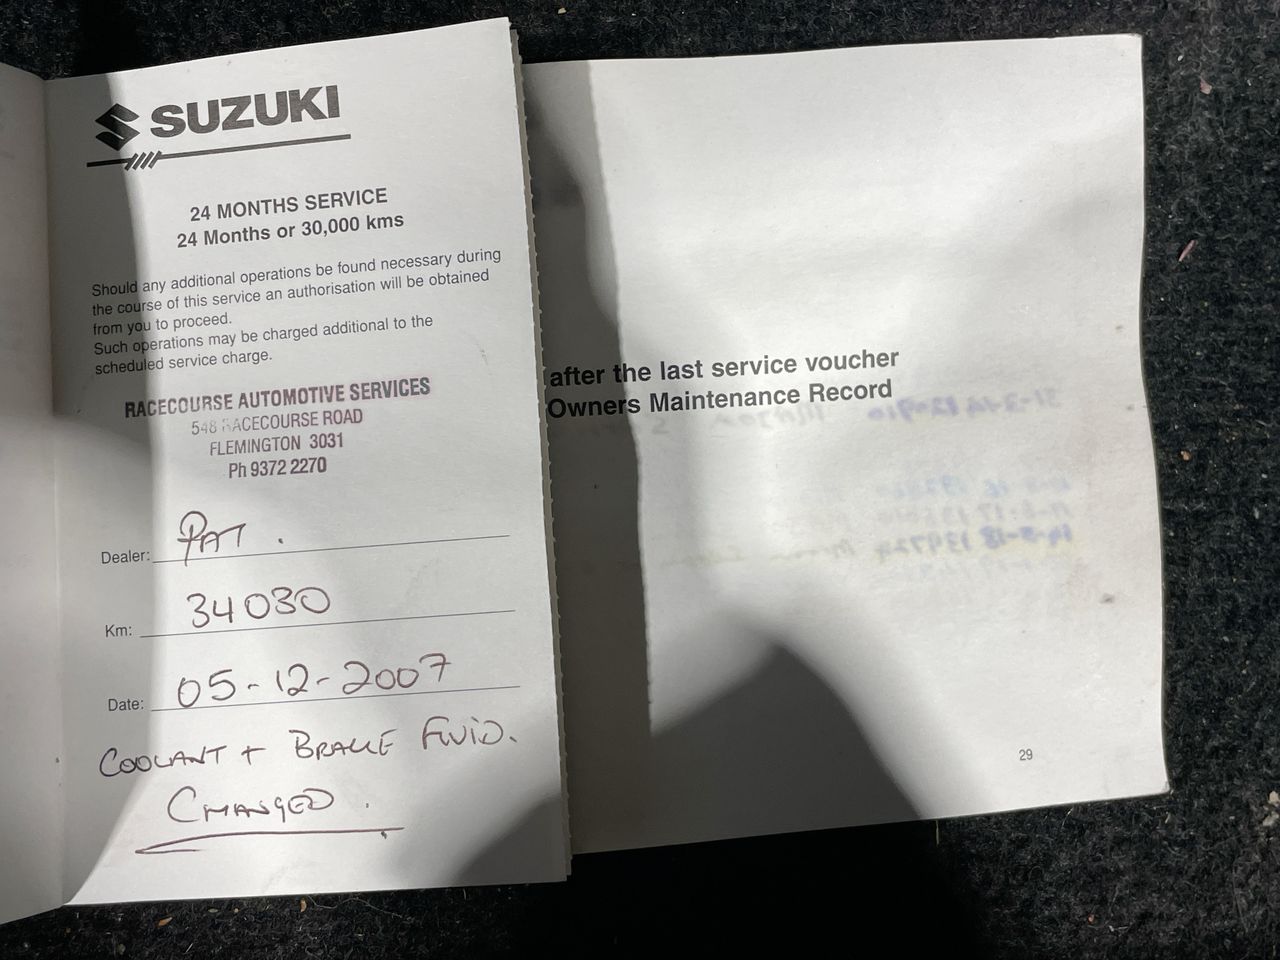 SUZUKI
24 MONTHS SERVICE
24 Months or 30,000 kms
Should any additional operations be found necessary during
the course of this service an authorisation will be obtained
from you to proceed.
Such operations may be charged additional to the
scheduled service charge.
RACECOURSE AUTOMOTIVE SERVICES
548 RACECOURSE ROAD
FLEMINGTON 3031
Ph 9372 2270
Dealer: PAT.
Km: 34030
Date: 05-12-2007
COOLANT + BRAKE FLUID.
CHANGED.
after the last service voucher
Owners Maintenance Record
29